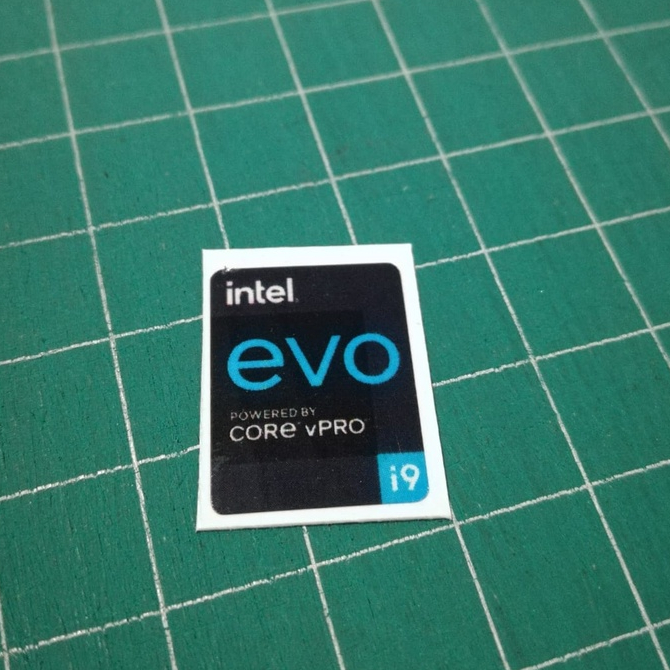 intel
evo
POWERED BY
CORe vPRO
i9